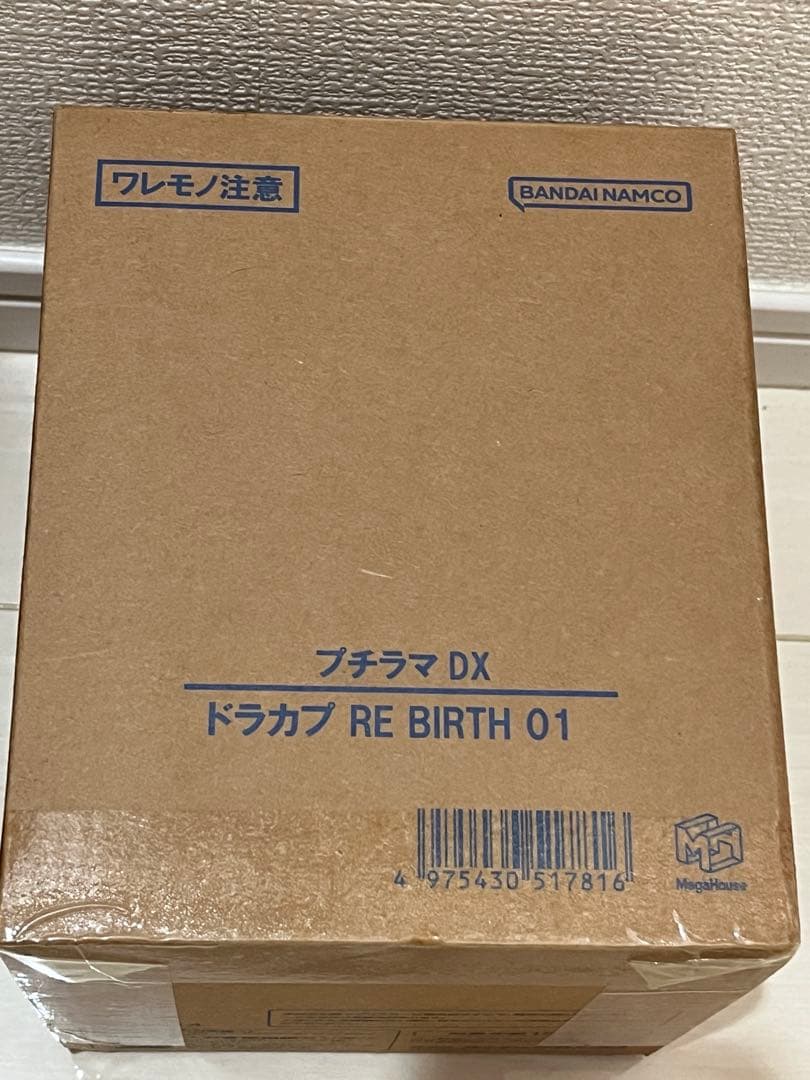 ワレモノ注意
BANDAI NAMCO
プチラマ DX
ドラカプ RE BIRTH 01
4 975430 517816
MegaHouse